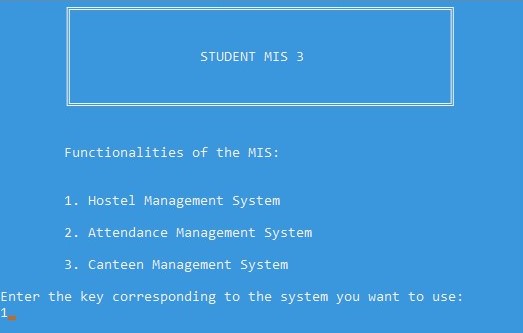 STUDENT MIS 3
Functionalities of the MIS:
1. Hostel Management System
2. Attendance Management System
3. Canteen Management System
Enter the key corresponding to the system you want to use:
1